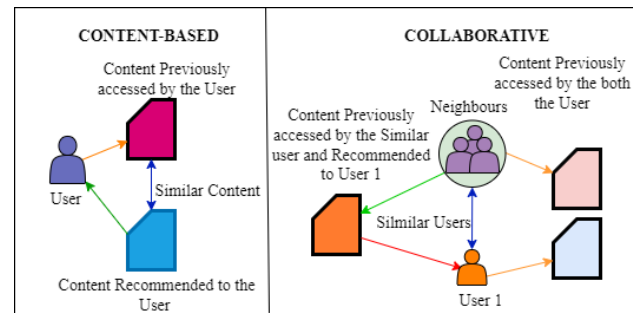 CONTENT-BASED
Content Previously
accessed by the User
User
Similar Content
Content Recommended to the
User
COLLABORATIVE
Content Previously
accessed by the both
the User
Neighbours
Content Previously
accessed by the Similar
user and Recommended
to User 1
Silmilar Users
User 1